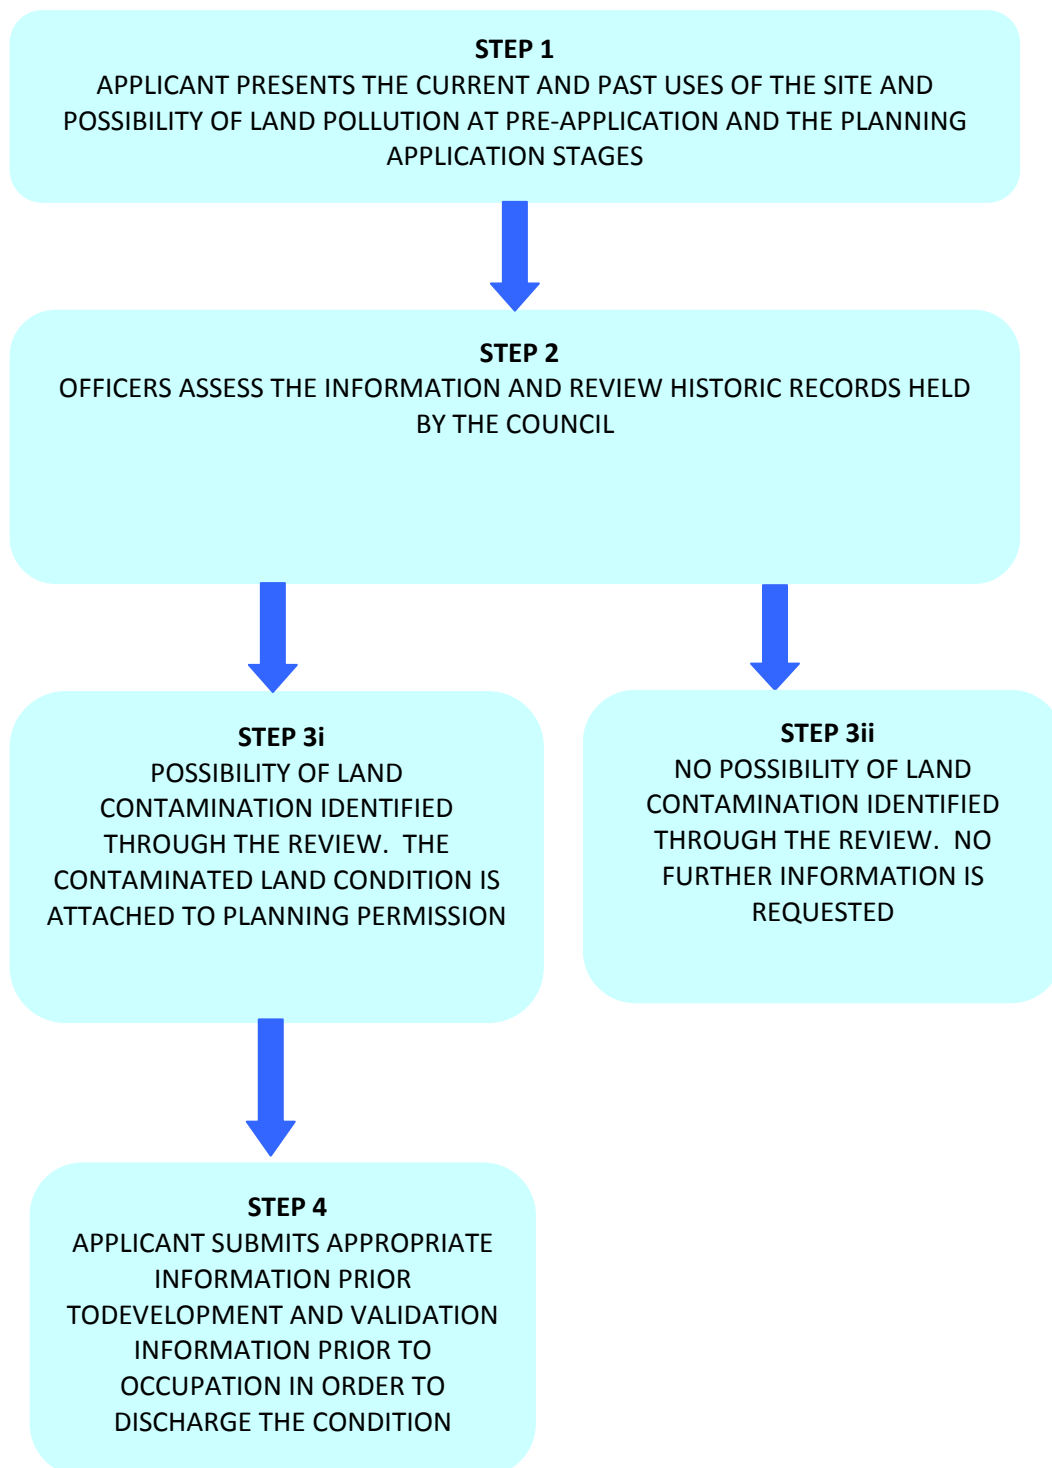 STEP 1
APPLICANT PRESENTS THE CURRENT AND PAST USES OF THE SITE AND
POSSIBILITY OF LAND POLLUTION AT PRE-APPLICATION AND THE PLANNING
APPLICATION STAGES
STEP 2
OFFICERS ASSESS THE INFORMATION AND REVIEW HISTORIC RECORDS HELD
BY THE COUNCIL
STEP 3i
POSSIBILITY OF LAND
CONTAMINATION IDENTIFIED
THROUGH THE REVIEW.  THE
CONTAMINATED LAND CONDITION IS
ATTACHED TO PLANNING PERMISSION
STEP 3ii
NO POSSIBILITY OF LAND
CONTAMINATION IDENTIFIED
THROUGH THE REVIEW.  NO
FURTHER INFORMATION IS
REQUESTED
STEP 4
APPLICANT SUBMITS APPROPRIATE
INFORMATION PRIOR
TODEVELOPMENT AND VALIDATION
INFORMATION PRIOR TO
OCCUPATION IN ORDER TO
DISCHARGE THE CONDITION